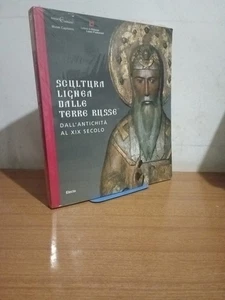 SCULTURA
LIGNEA
DALLE
TERRE RUSSE
DALL'ANTICHITÀ
AL XIX SECOLO